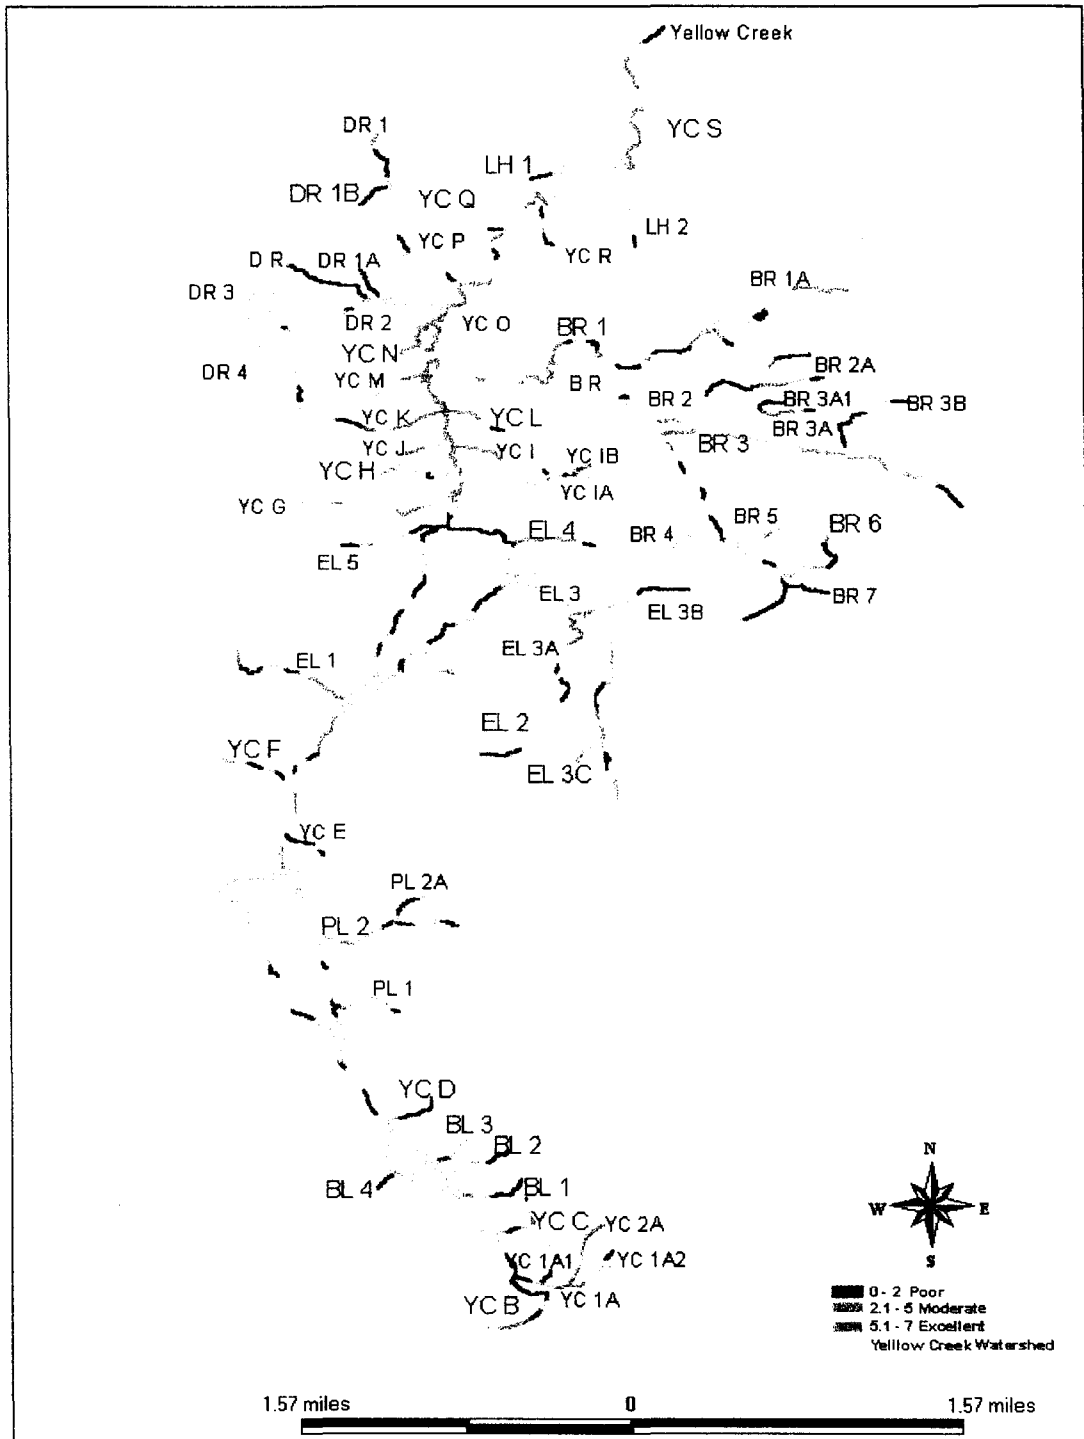 Yellow Creek
YC S
DR 1
LH 1
DR 1B
YC Q
LH 2
YC P
YC R
D R
DR 1A
BR 1A
DR 3
DR 2
YC O
BR 1
YC N
DR 4
YC M
B R
BR 2A
BR 2
BR 3A1
BR 3B
YC K
YC L
BR 3A
YC J
YC I
BR 3
YC IB
YC H
YC IA
YC G
EL 4
BR 4
BR 5
BR 6
EL 5
EL 3
EL 3B
BR 7
EL 3A
EL 1
EL 2
YC F
EL 3C
YC E
PL 2A
PL 2
PL 1
YC D
BL 3
BL 2
BL 4
BL 1
YC C
YC 2A
YC 1A1
YC 1A2
YC B
YC 1A
N
W
E
S
0 - 2 Poor
2.1 - 5 Moderate
5.1 - 7 Excellent
Yelllow Creek Watershed
1.57 miles
0
1.57 miles